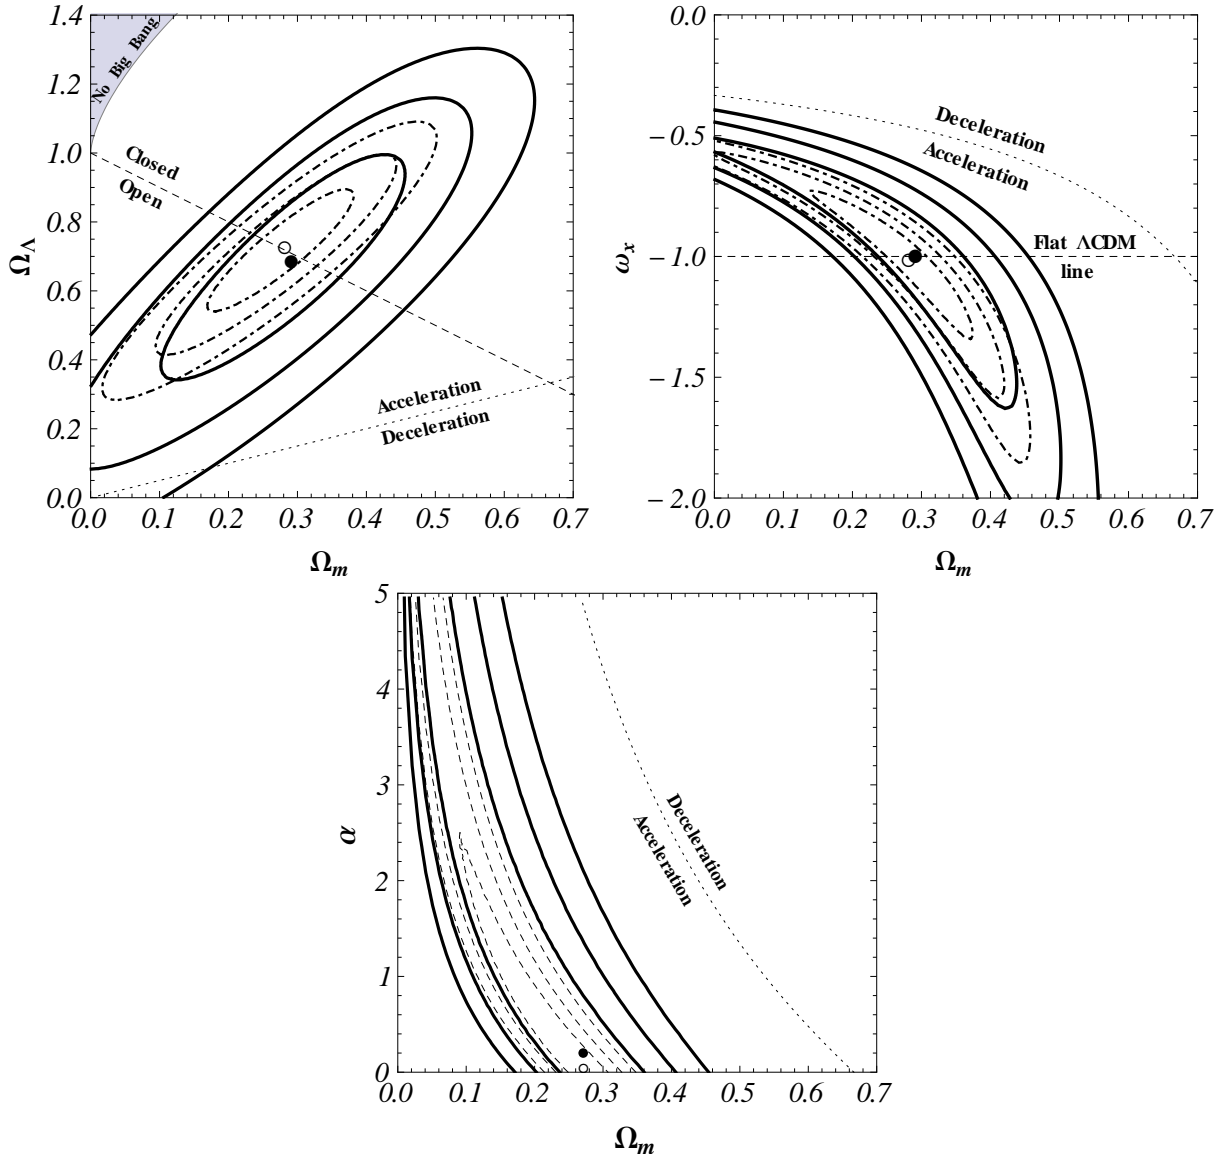 1.4
1.2
1.0
0.8
0.6
0.4
0.2
0.0
Ω_Λ
No Big Bang
Closed
Open
Acceleration
Deceleration
0.0 0.1 0.2 0.3 0.4 0.5 0.6 0.7
Ω_m
0.0
−0.5
−1.0
−1.5
−2.0
ω_x
Deceleration
Acceleration
Flat ΛCDM
line
0.0 0.1 0.2 0.3 0.4 0.5 0.6 0.7
Ω_m
5
4
3
2
1
0
α
Deceleration
Acceleration
0.0 0.1 0.2 0.3 0.4 0.5 0.6 0.7
Ω_m